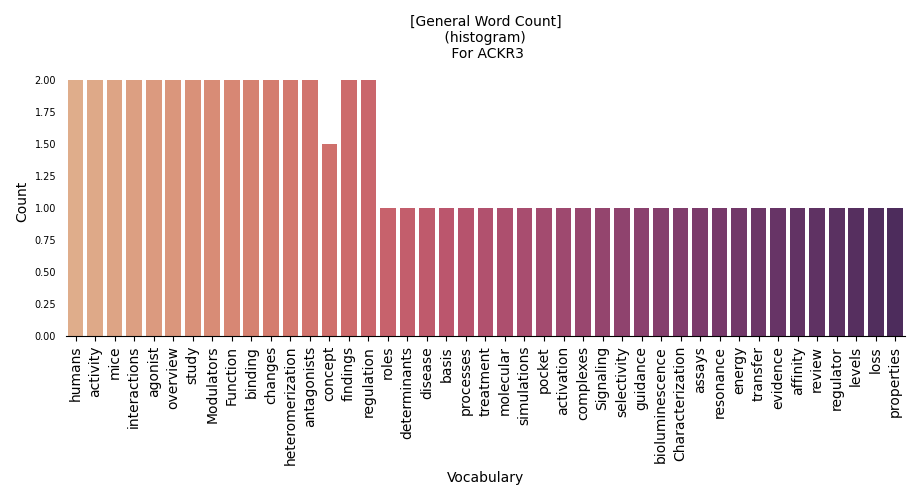 [General Word Count]
(histogram)
For ACKR3
2.00
1.75
1.50
1.25
1.00
0.75
0.50
0.25
0.00
Count
humans
activity
mice
interactions
agonist
overview
study
Modulators
Function
binding
changes
heteromerization
antagonists
concept
findings
regulation
roles
determinants
disease
basis
processes
treatment
molecular
simulations
pocket
activation
complexes
Signaling
selectivity
guidance
bioluminescence
Characterization
assays
resonance
energy
transfer
evidence
affinity
review
regulator
levels
loss
properties
Vocabulary